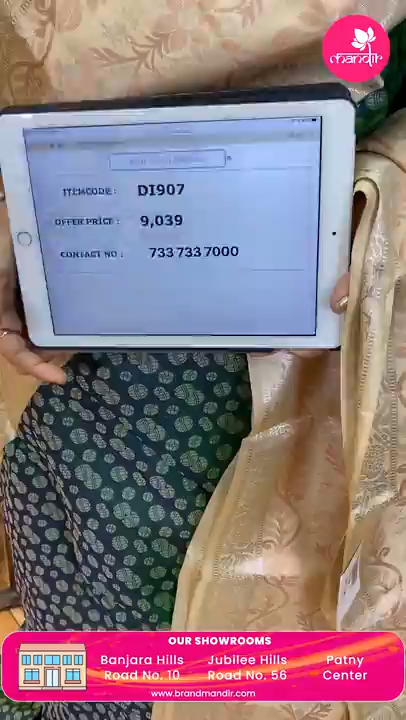 mandir
ITEMCODE : DI907
OFFER PRICE : 9,039
CONTACT NO : 733 733 7000
OUR SHOWROOMS
Banjara Hills Road No. 10
Jubilee Hills Road No. 56
Patny Center
www.brandmandir.com